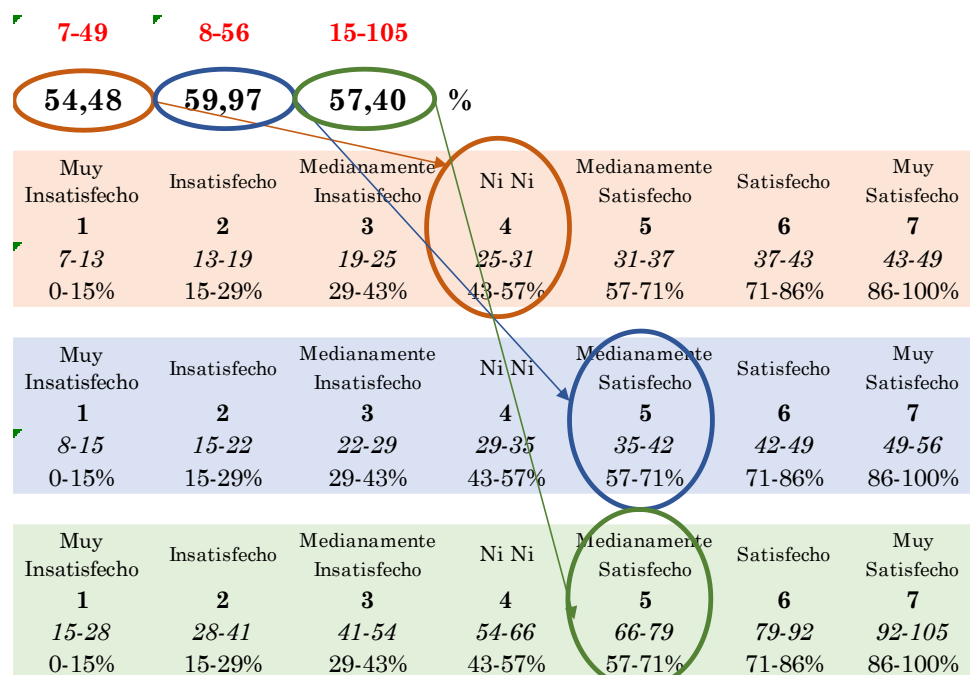 7-49 8-56 15-105
54,48 59,97 57,40 %
Muy Insatisfecho Insatisfecho Medianamente Insatisfecho Ni Ni Medianamente Satisfecho Satisfecho Muy Satisfecho
1 2 3 4 5 6 7
7-13 13-19 19-25 25-31 31-37 37-43 43-49
0-15% 15-29% 29-43% 43-57% 57-71% 71-86% 86-100%
Muy Insatisfecho Insatisfecho Medianamente Insatisfecho Ni Ni Medianamente Satisfecho Satisfecho Muy Satisfecho
1 2 3 4 5 6 7
8-15 15-22 22-29 29-35 35-42 42-49 49-56
0-15% 15-29% 29-43% 43-57% 57-71% 71-86% 86-100%
Muy Insatisfecho Insatisfecho Medianamente Insatisfecho Ni Ni Medianamente Satisfecho Satisfecho Muy Satisfecho
1 2 3 4 5 6 7
15-28 28-41 41-54 54-66 66-79 79-92 92-105
0-15% 15-29% 29-43% 43-57% 57-71% 71-86% 86-100%